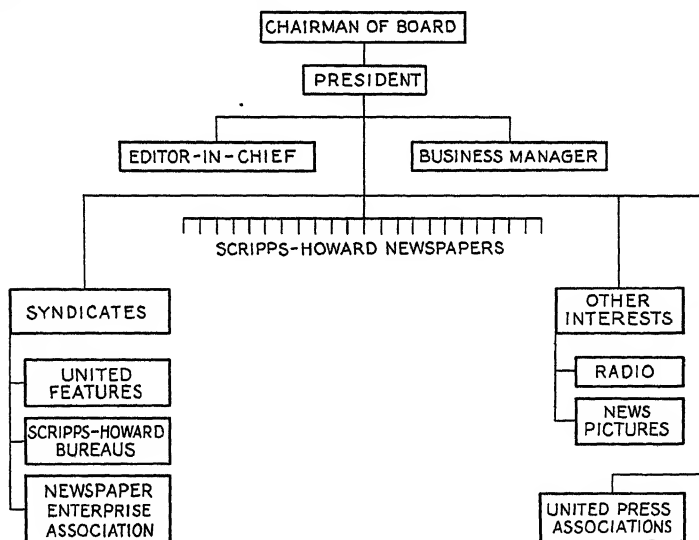 CHAIRMAN OF BOARD
PRESIDENT
EDITOR-IN-CHIEF
BUSINESS MANAGER
SCRIPPS-HOWARD NEWSPAPERS
SYNDICATES
UNITED
FEATURES
SCRIPPS-HOWARD
BUREAUS
NEWSPAPER
ENTERPRISE
ASSOCIATION
OTHER
INTERESTS
RADIO
NEWS
PICTURES
UNITED PRESS
ASSOCIATIONS